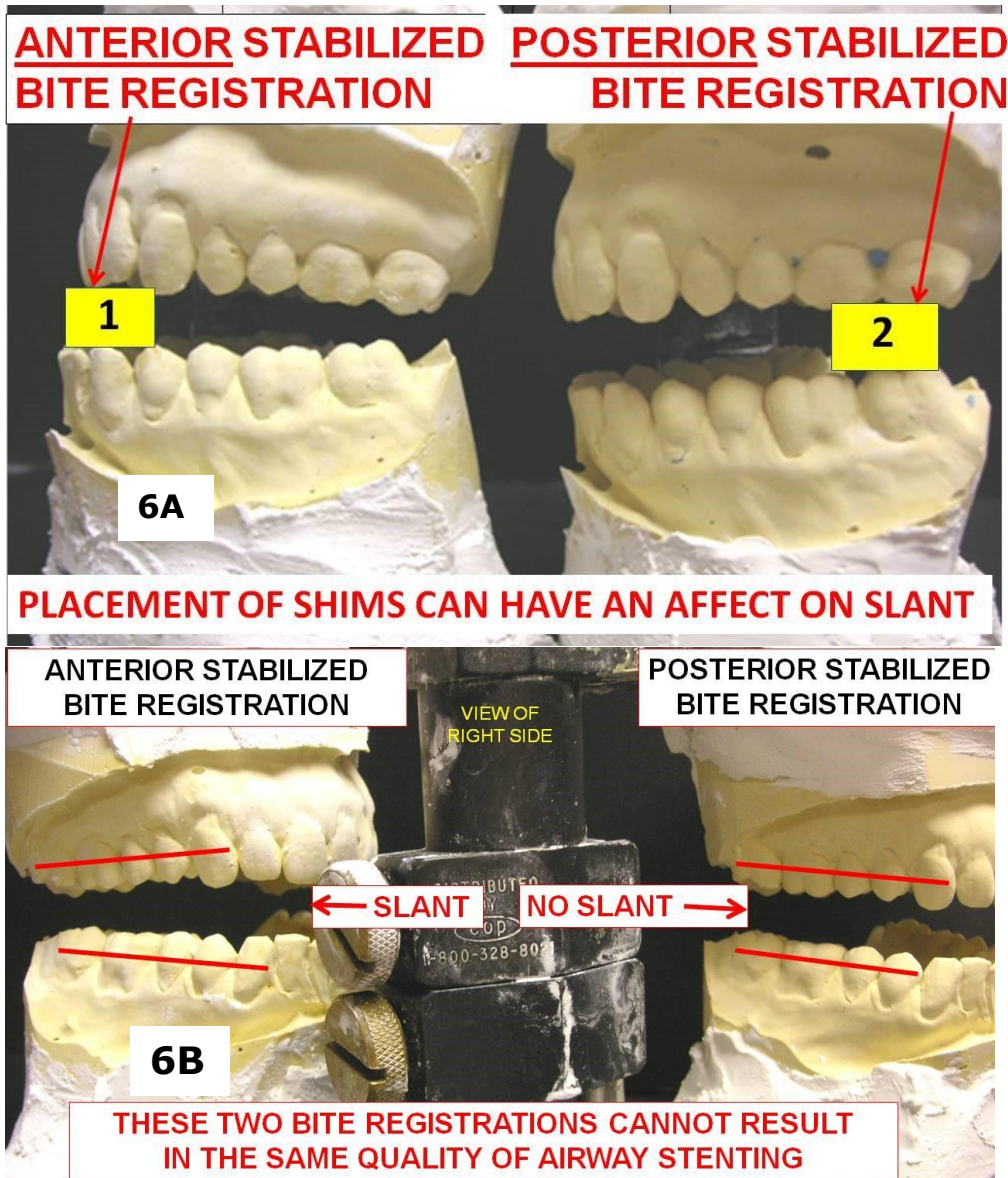 ANTERIOR STABILIZED
BITE REGISTRATION
POSTERIOR STABILIZED
BITE REGISTRATION
1
2
6A
PLACEMENT OF SHIMS CAN HAVE AN AFFECT ON SLANT
ANTERIOR STABILIZED
BITE REGISTRATION
VIEW OF
RIGHT SIDE
POSTERIOR STABILIZED
BITE REGISTRATION
SLANT
NO SLANT
6B
THESE TWO BITE REGISTRATIONS CANNOT RESULT
IN THE SAME QUALITY OF AIRWAY STENTING